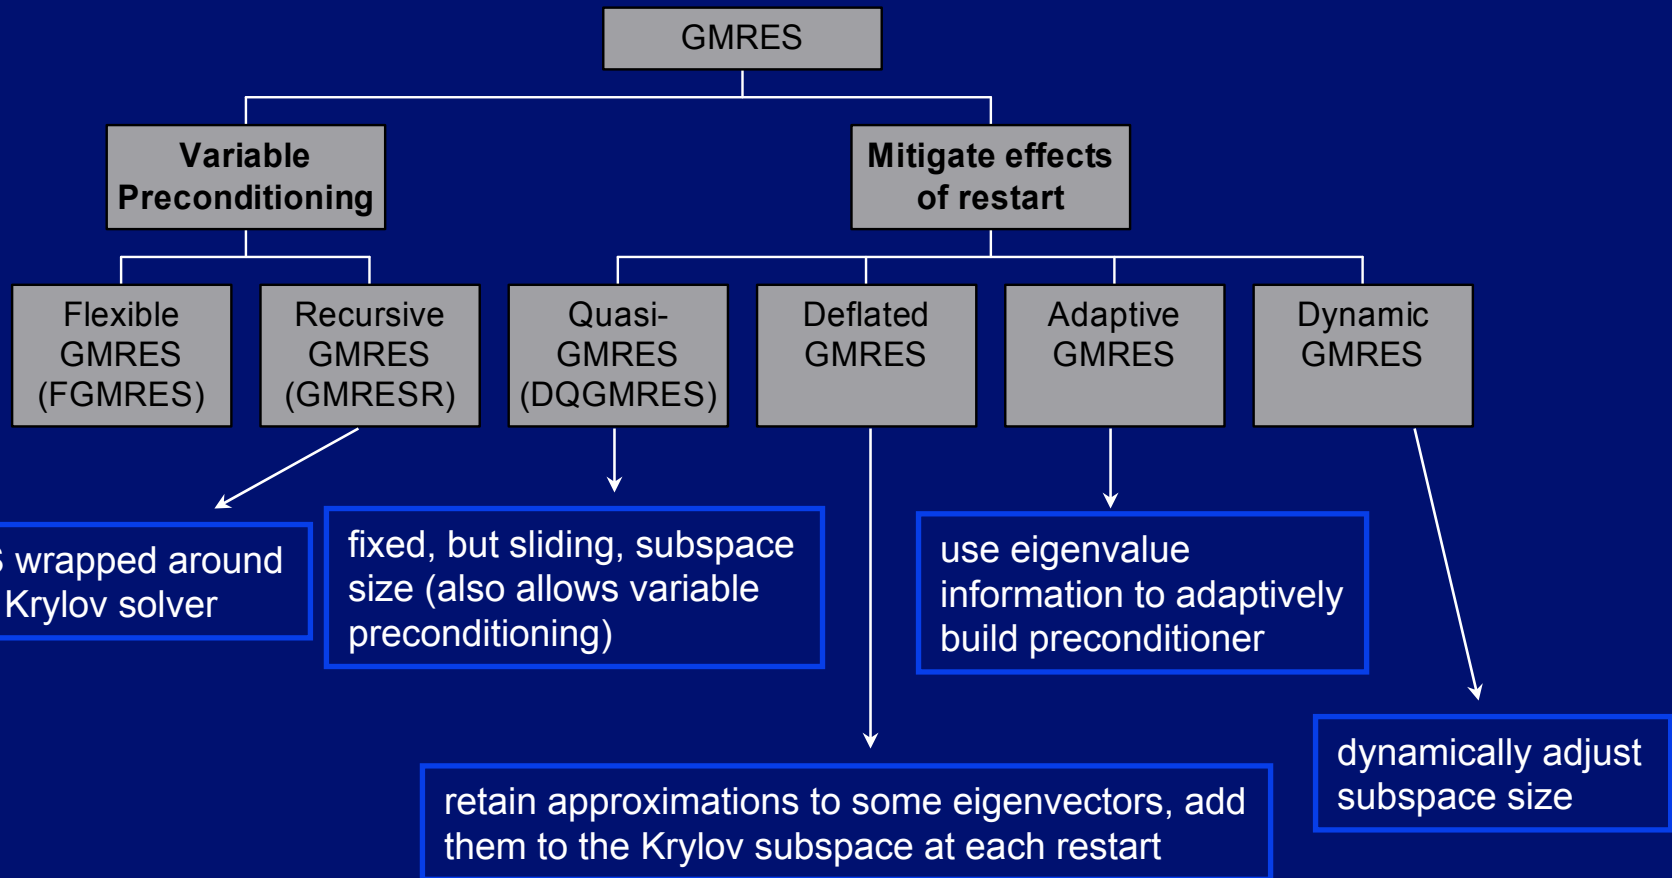 GMRES
Variable
Preconditioning
Mitigate effects
of restart
Flexible
GMRES
(FGMRES)
Recursive
GMRES
(GMRESR)
Quasi-
GMRES
(DQGMRES)
Deflated
GMRES
Adaptive
GMRES
Dynamic
GMRES
wrapped around
Krylov solver
fixed, but sliding, subspace
size (also allows variable
preconditioning)
use eigenvalue
information to adaptively
build preconditioner
retain approximations to some eigenvectors, add
them to the Krylov subspace at each restart
dynamically adjust
subspace size